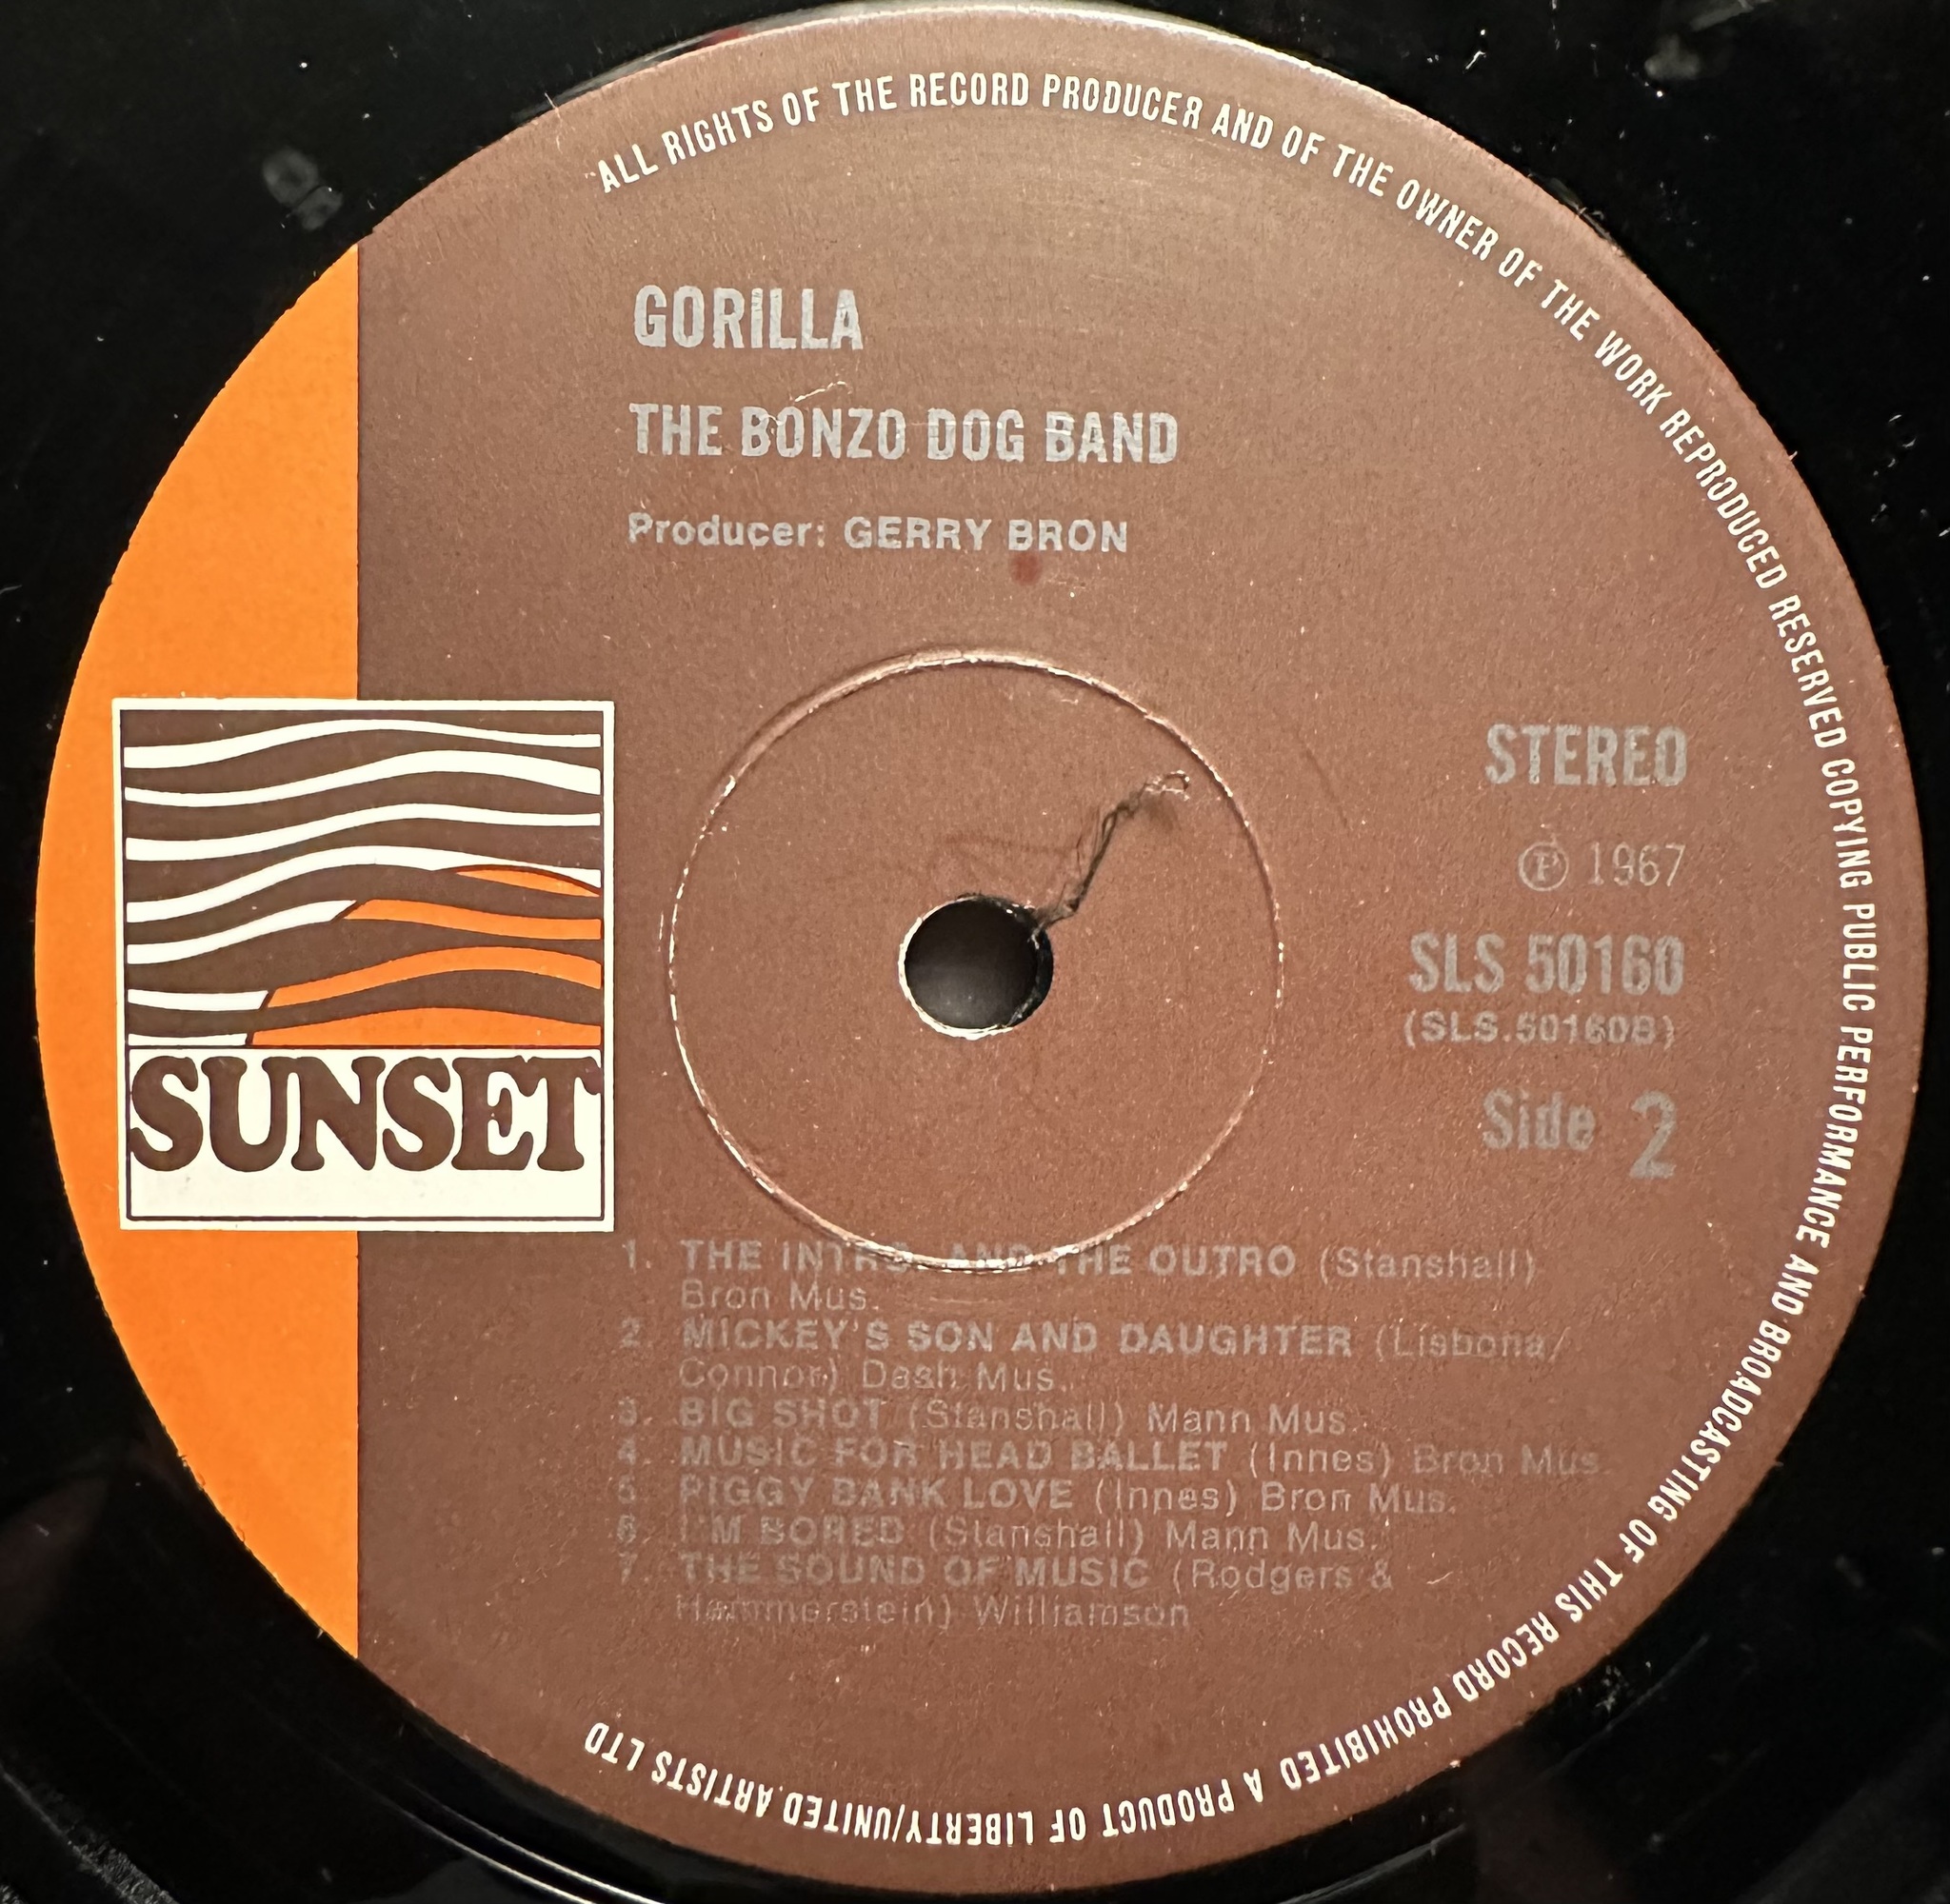 ALL RIGHTS OF THE RECORD PRODUCER AND OF THE OWNER OF THE WORK REPRODUCED RESERVED COPYING PUBLIC PERFORMANCE AND BROADCASTING OF THIS RECORD PROHIBITED A PRODUCT OF LIBERTY/UNITED ARTISTS LTD
GORILLA
THE BONZO DOG BAND
Producer: GERRY BRON
STEREO
℗ 1967
SLS 50160
(SLS.50160B)
Side 2
SUNSET
1. THE INTRO AND THE OUTRO (Stanshall)
Bron Mus.
2. MICKEY'S SON AND DAUGHTER (Lisbona/
Connor) Dash Mus.
3. BIG SHOT (Stanshall) Mann Mus.
4. MUSIC FOR HEAD BALLET (Innes) Bron Mus.
5. PIGGY BANK LOVE (Innes) Bron Mus.
6. I'M BORED (Stanshall) Mann Mus.
7. THE SOUND OF MUSIC (Rodgers &
Hammerstein) Williamson